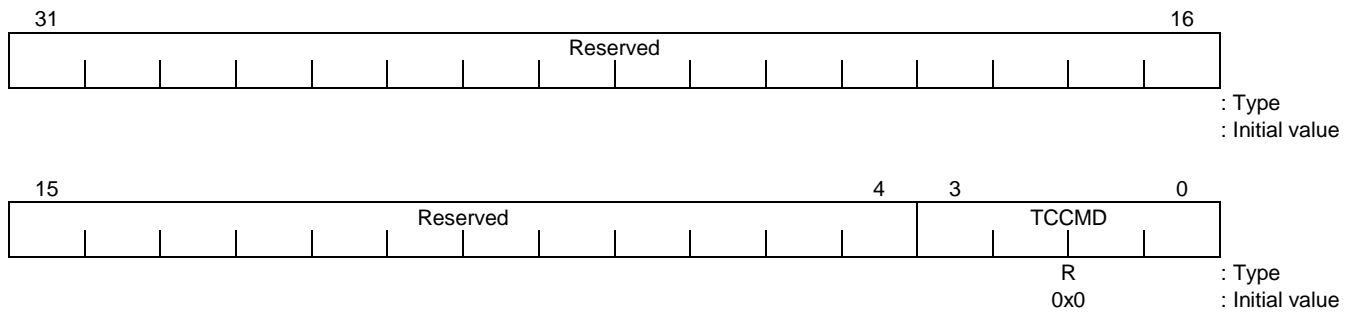 31 16
Reserved
: Type
: Initial value
15 4 3 0
Reserved TCCMD
R : Type
0x0 : Initial value